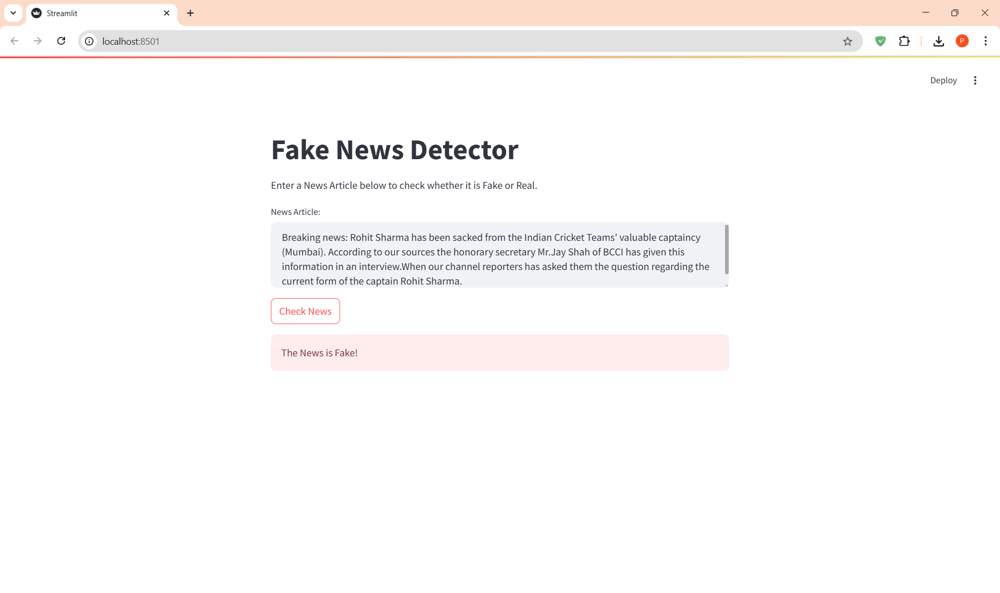 Streamlit
localhost:8501
P
Deploy
Fake News Detector
Enter a News Article below to check whether it is Fake or Real.
News Article:
Breaking news: Rohit Sharma has been sacked from the Indian Cricket Teams' valuable captaincy
(Mumbai). According to our sources the honorary secretary Mr.Jay Shah of BCCI has given this
information in an interview.When our channel reporters has asked them the question regarding the
current form of the captain Rohit Sharma.
Check News
The News is Fake!